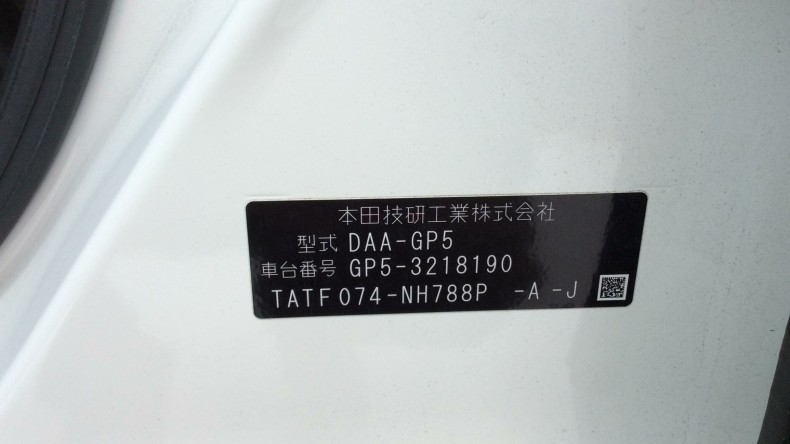 本田技研工業株式会社
型式 DAA-GP5
車台番号 GP5-3218190
TATF074-NH788P -A -J